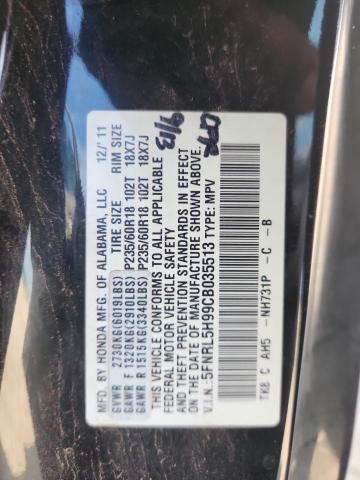 MFD. BY HONDA MFG. OF ALABAMA, LLC 12/'11
GVWR 2730KG(6019LBS) TIRE SIZE RIM SIZE
GAWR F 1320KG(2910LBS) P235/60R18 102T 18X7J
GAWR R 1515KG(3340LBS) P235/60R18 102T 18X7J
THIS VEHICLE CONFORMS TO ALL APPLICABLE
FEDERAL MOTOR VEHICLE SAFETY
AND THEFT PREVENTION STANDARDS IN EFFECT
ON THE DATE OF MANUFACTURE SHOWN ABOVE.
V.I.N.: 5FNRL5H99CB035513 TYPE: MPV
TK8 C AH5 - NH731P - C - B